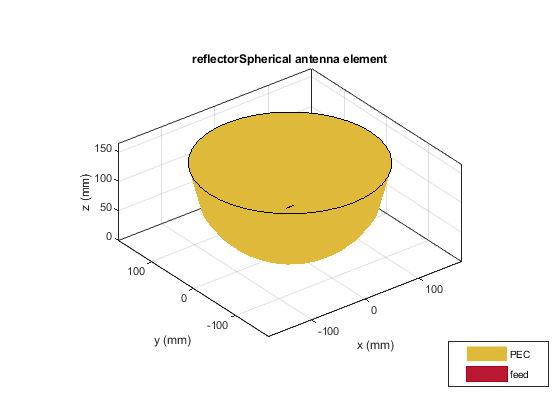 reflectorSpherical antenna element
150
100
50
0
z (mm)
100
0
-100
y (mm)
-100
0
100
x (mm)
PEC
feed